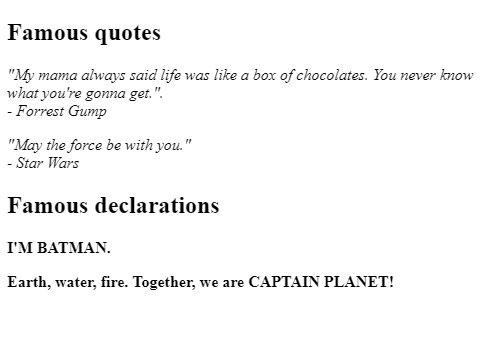 Famous quotes
"My mama always said life was like a box of chocolates. You never know
what you're gonna get.".
- Forrest Gump
"May the force be with you."
- Star Wars
Famous declarations
I'M BATMAN.
Earth, water, fire. Together, we are CAPTAIN PLANET!